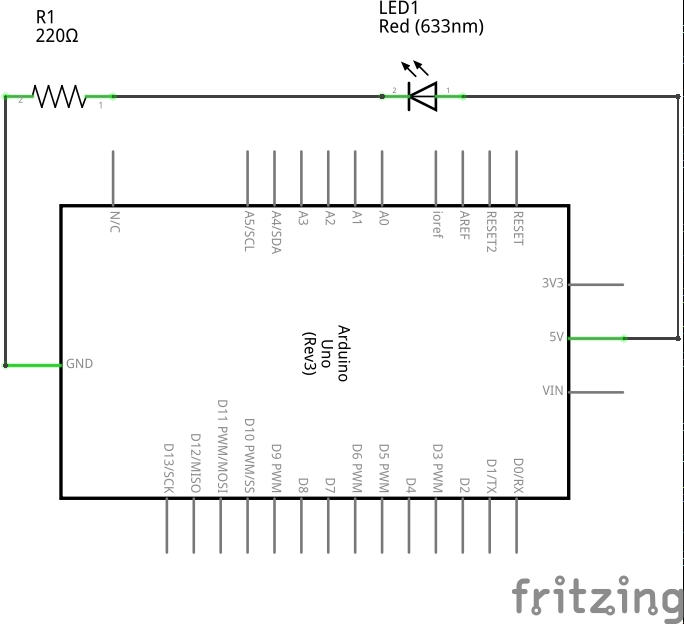 R1
220Ω
LED1
Red (633nm)
2
1
2
1
N/C
A5/SCL
A4/SDA
A3
A2
A1
A0
ioref
AREF
RESET2
RESET
3V3
5V
VIN
GND
Arduino
Uno
(Rev3)
D13/SCK
D12/MISO
D11 PWM/MOSI
D10 PWM/SS
D9 PWM
D8
D7
D6 PWM
D5 PWM
D4
D3 PWM
D2
D1/TX
D0/RX
fritzing